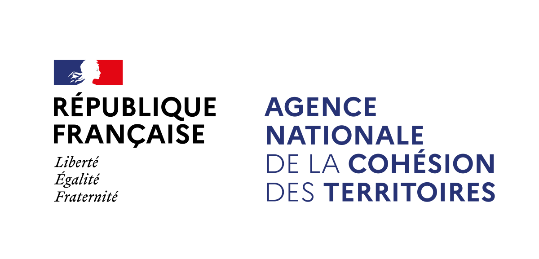 RÉPUBLIQUE
FRANÇAISE
Liberté
Égalité
Fraternité
AGENCE
NATIONALE
DE LA COHÉSION
DES TERRITOIRES